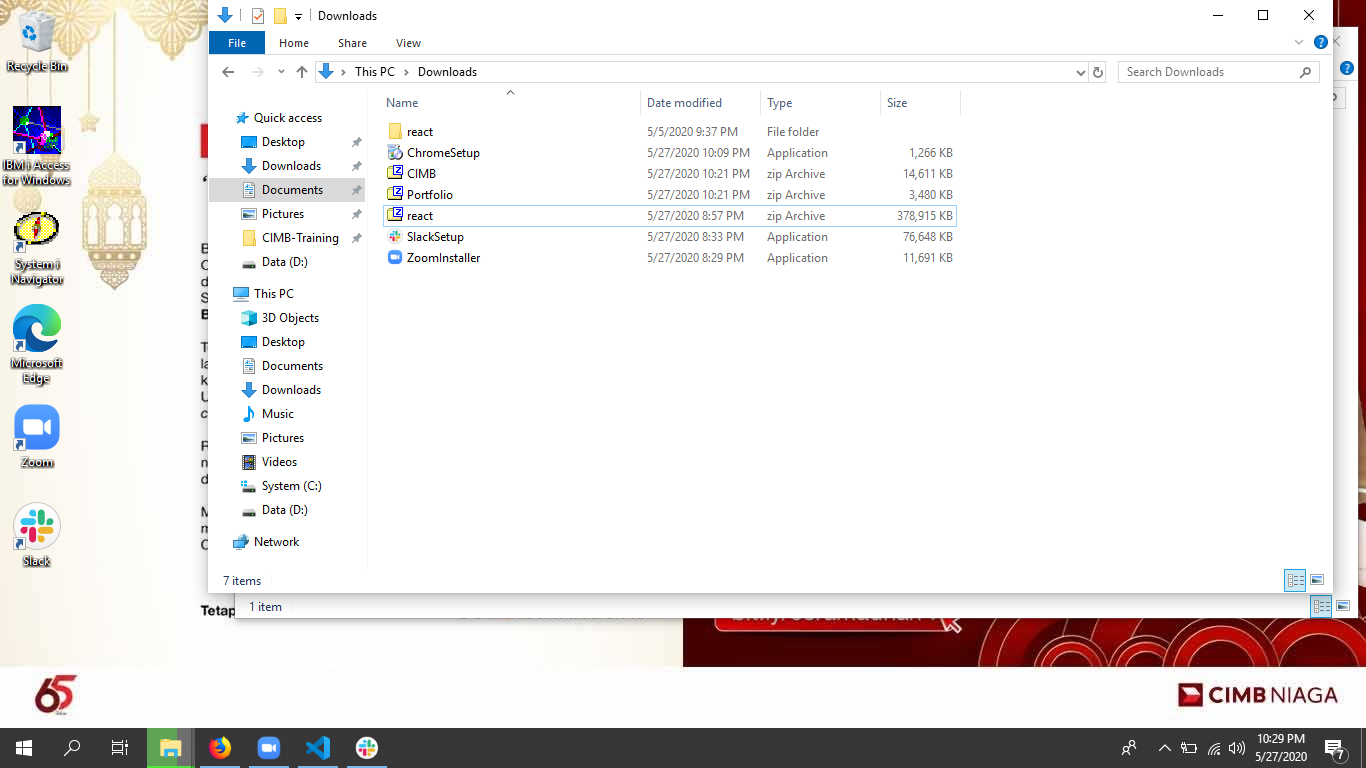 Downloads
File Home Share View
This PC Downloads
Search Downloads
Name Date modified Type Size
react 5/5/2020 9:37 PM File folder
ChromeSetup 5/27/2020 10:09 PM Application 1,266 KB
CIMB 5/27/2020 10:21 PM zip Archive 14,611 KB
Portfolio 5/27/2020 10:21 PM zip Archive 3,480 KB
react 5/27/2020 8:57 PM zip Archive 378,915 KB
SlackSetup 5/27/2020 8:33 PM Application 76,648 KB
ZoomInstaller 5/27/2020 8:29 PM Application 11,691 KB
Quick access
Desktop
Downloads
Documents
Pictures
CIMB-Training
Data (D:)
This PC
3D Objects
Desktop
Documents
Downloads
Music
Pictures
Videos
System (C:)
Data (D:)
Network
7 items
1 item
Recycle Bin
IBM i Access
for Windows
System i
Navigator
Microsoft
Edge
Zoom
Slack
Tetap
65
CIMB NIAGA
10:29 PM
5/27/2020
7